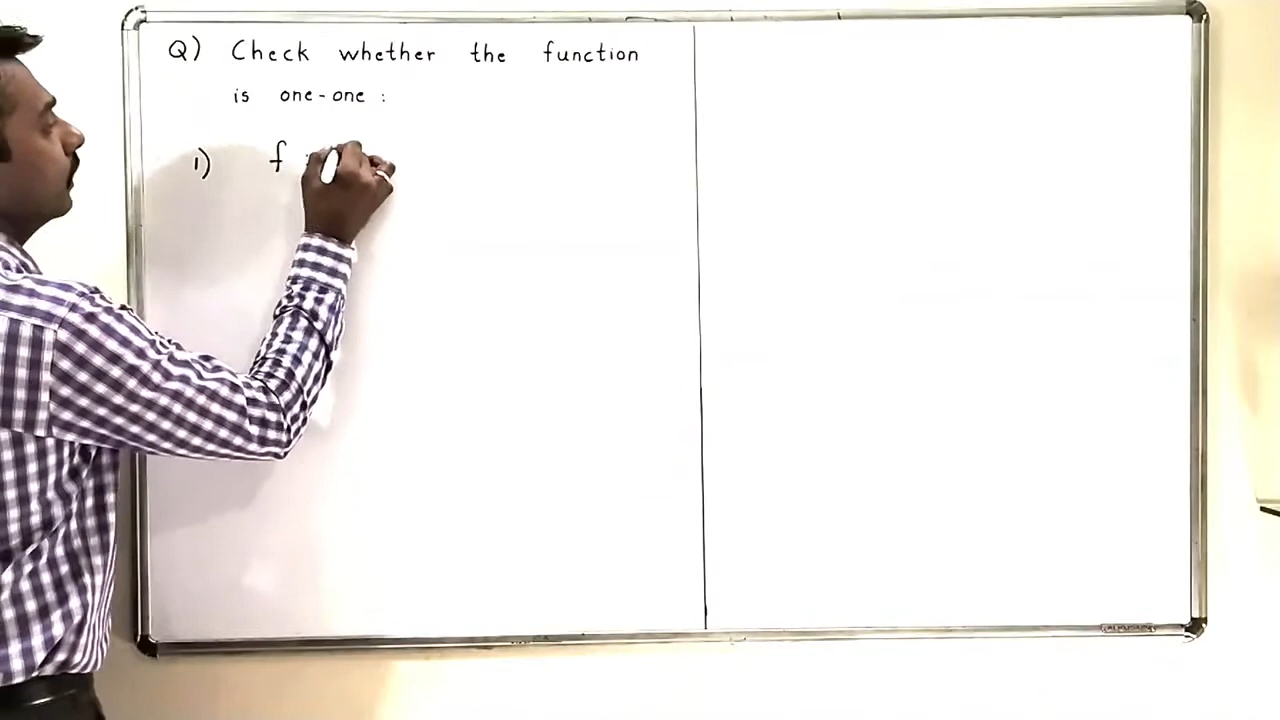 Q) Check whether the function
is one-one :
1) f :